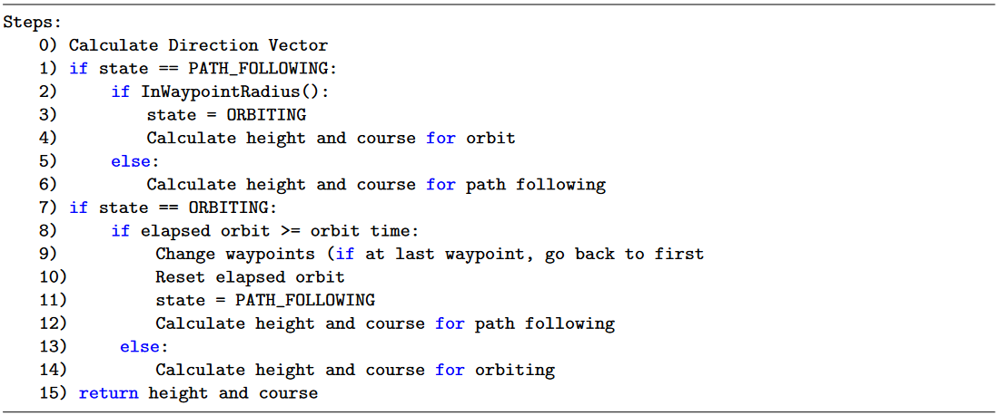 Steps:
0) Calculate Direction Vector
1) if state == PATH_FOLLOWING:
2) if InWaypointRadius():
3) state = ORBITING
4) Calculate height and course for orbit
5) else:
6) Calculate height and course for path following
7) if state == ORBITING:
8) if elapsed orbit >= orbit time:
9) Change waypoints (if at last waypoint, go back to first
10) Reset elapsed orbit
11) state = PATH_FOLLOWING
12) Calculate height and course for path following
13) else:
14) Calculate height and course for orbiting
15) return height and course